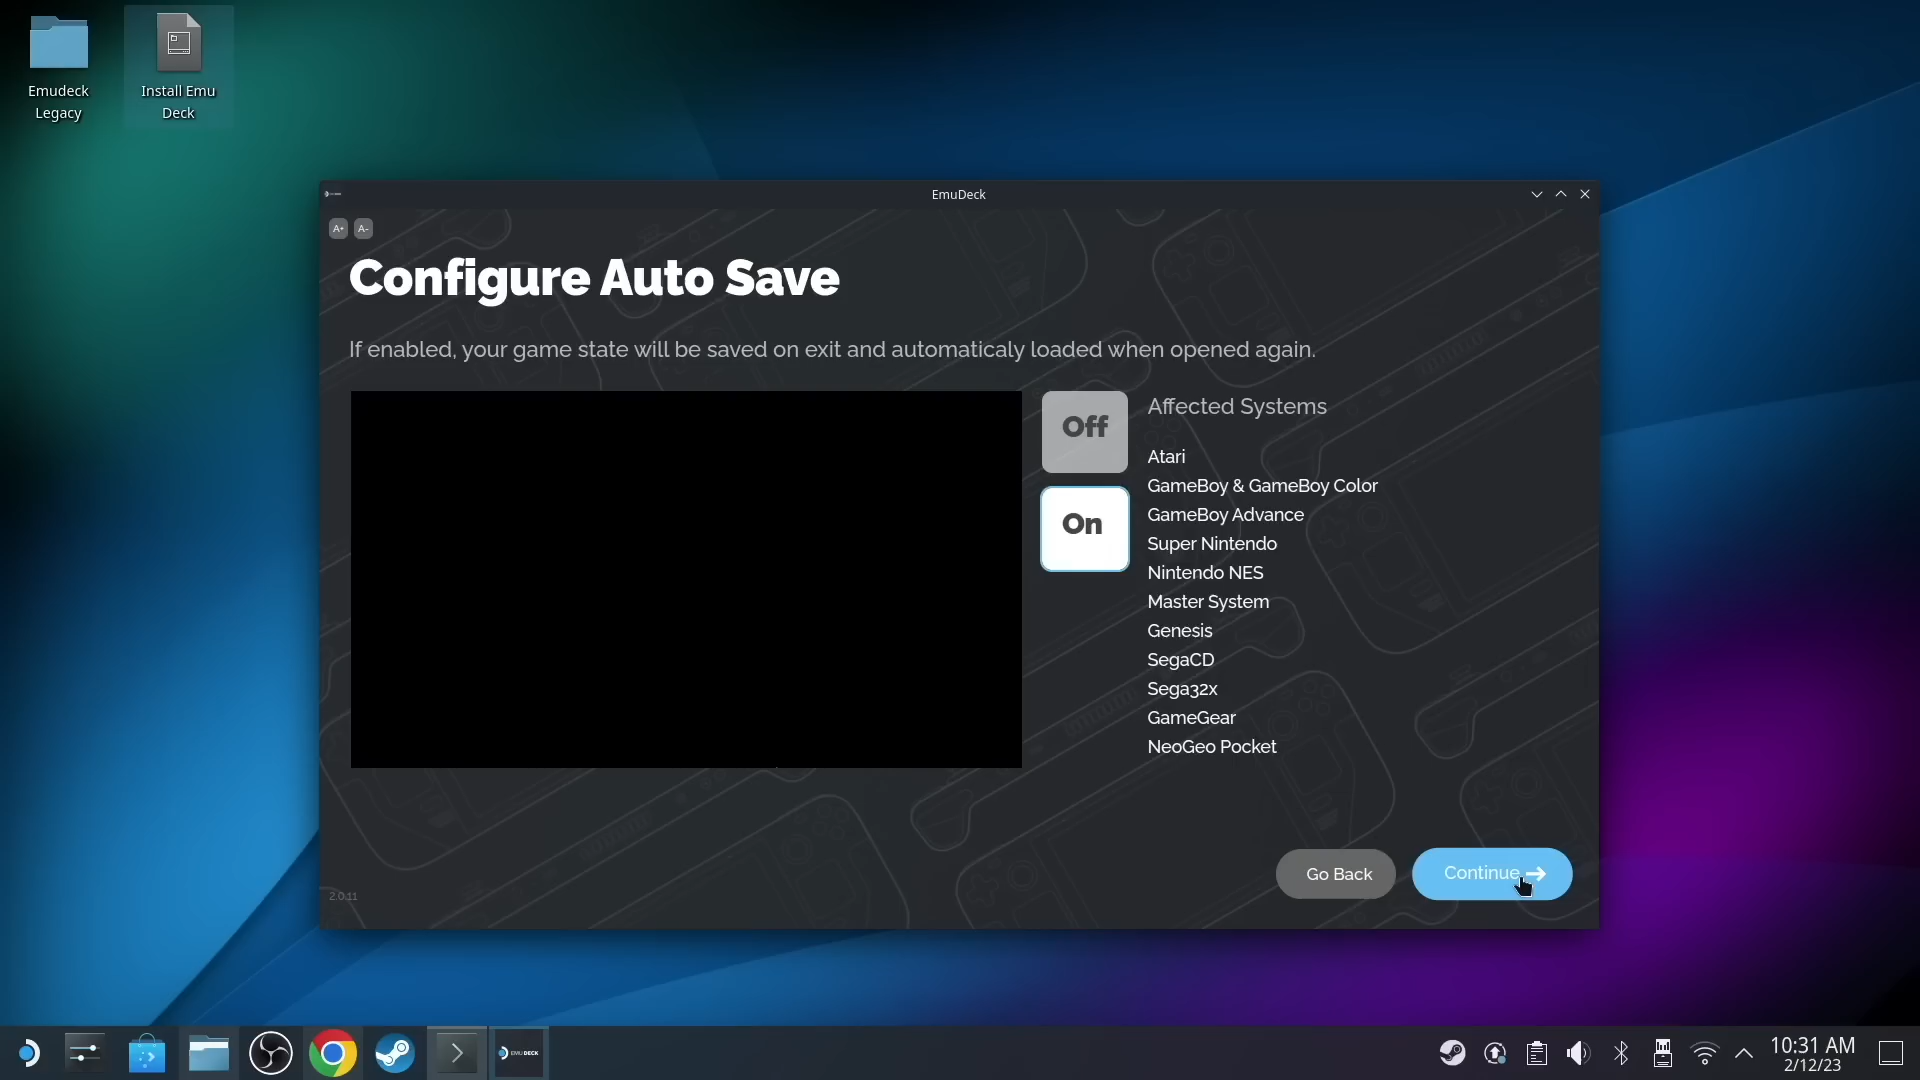 Emudeck
Legacy
Install Emu
Deck
EmuDeck
A+
A-
Configure Auto Save
If enabled, your game state will be saved on exit and automaticaly loaded when opened again.
Off
On
Affected Systems
Atari
GameBoy & GameBoy Color
GameBoy Advance
Super Nintendo
Nintendo NES
Master System
Genesis
SegaCD
Sega32x
GameGear
NeoGeo Pocket
Go Back
Continue
2.0.11
EMU DECK
10:31 AM
2/12/23